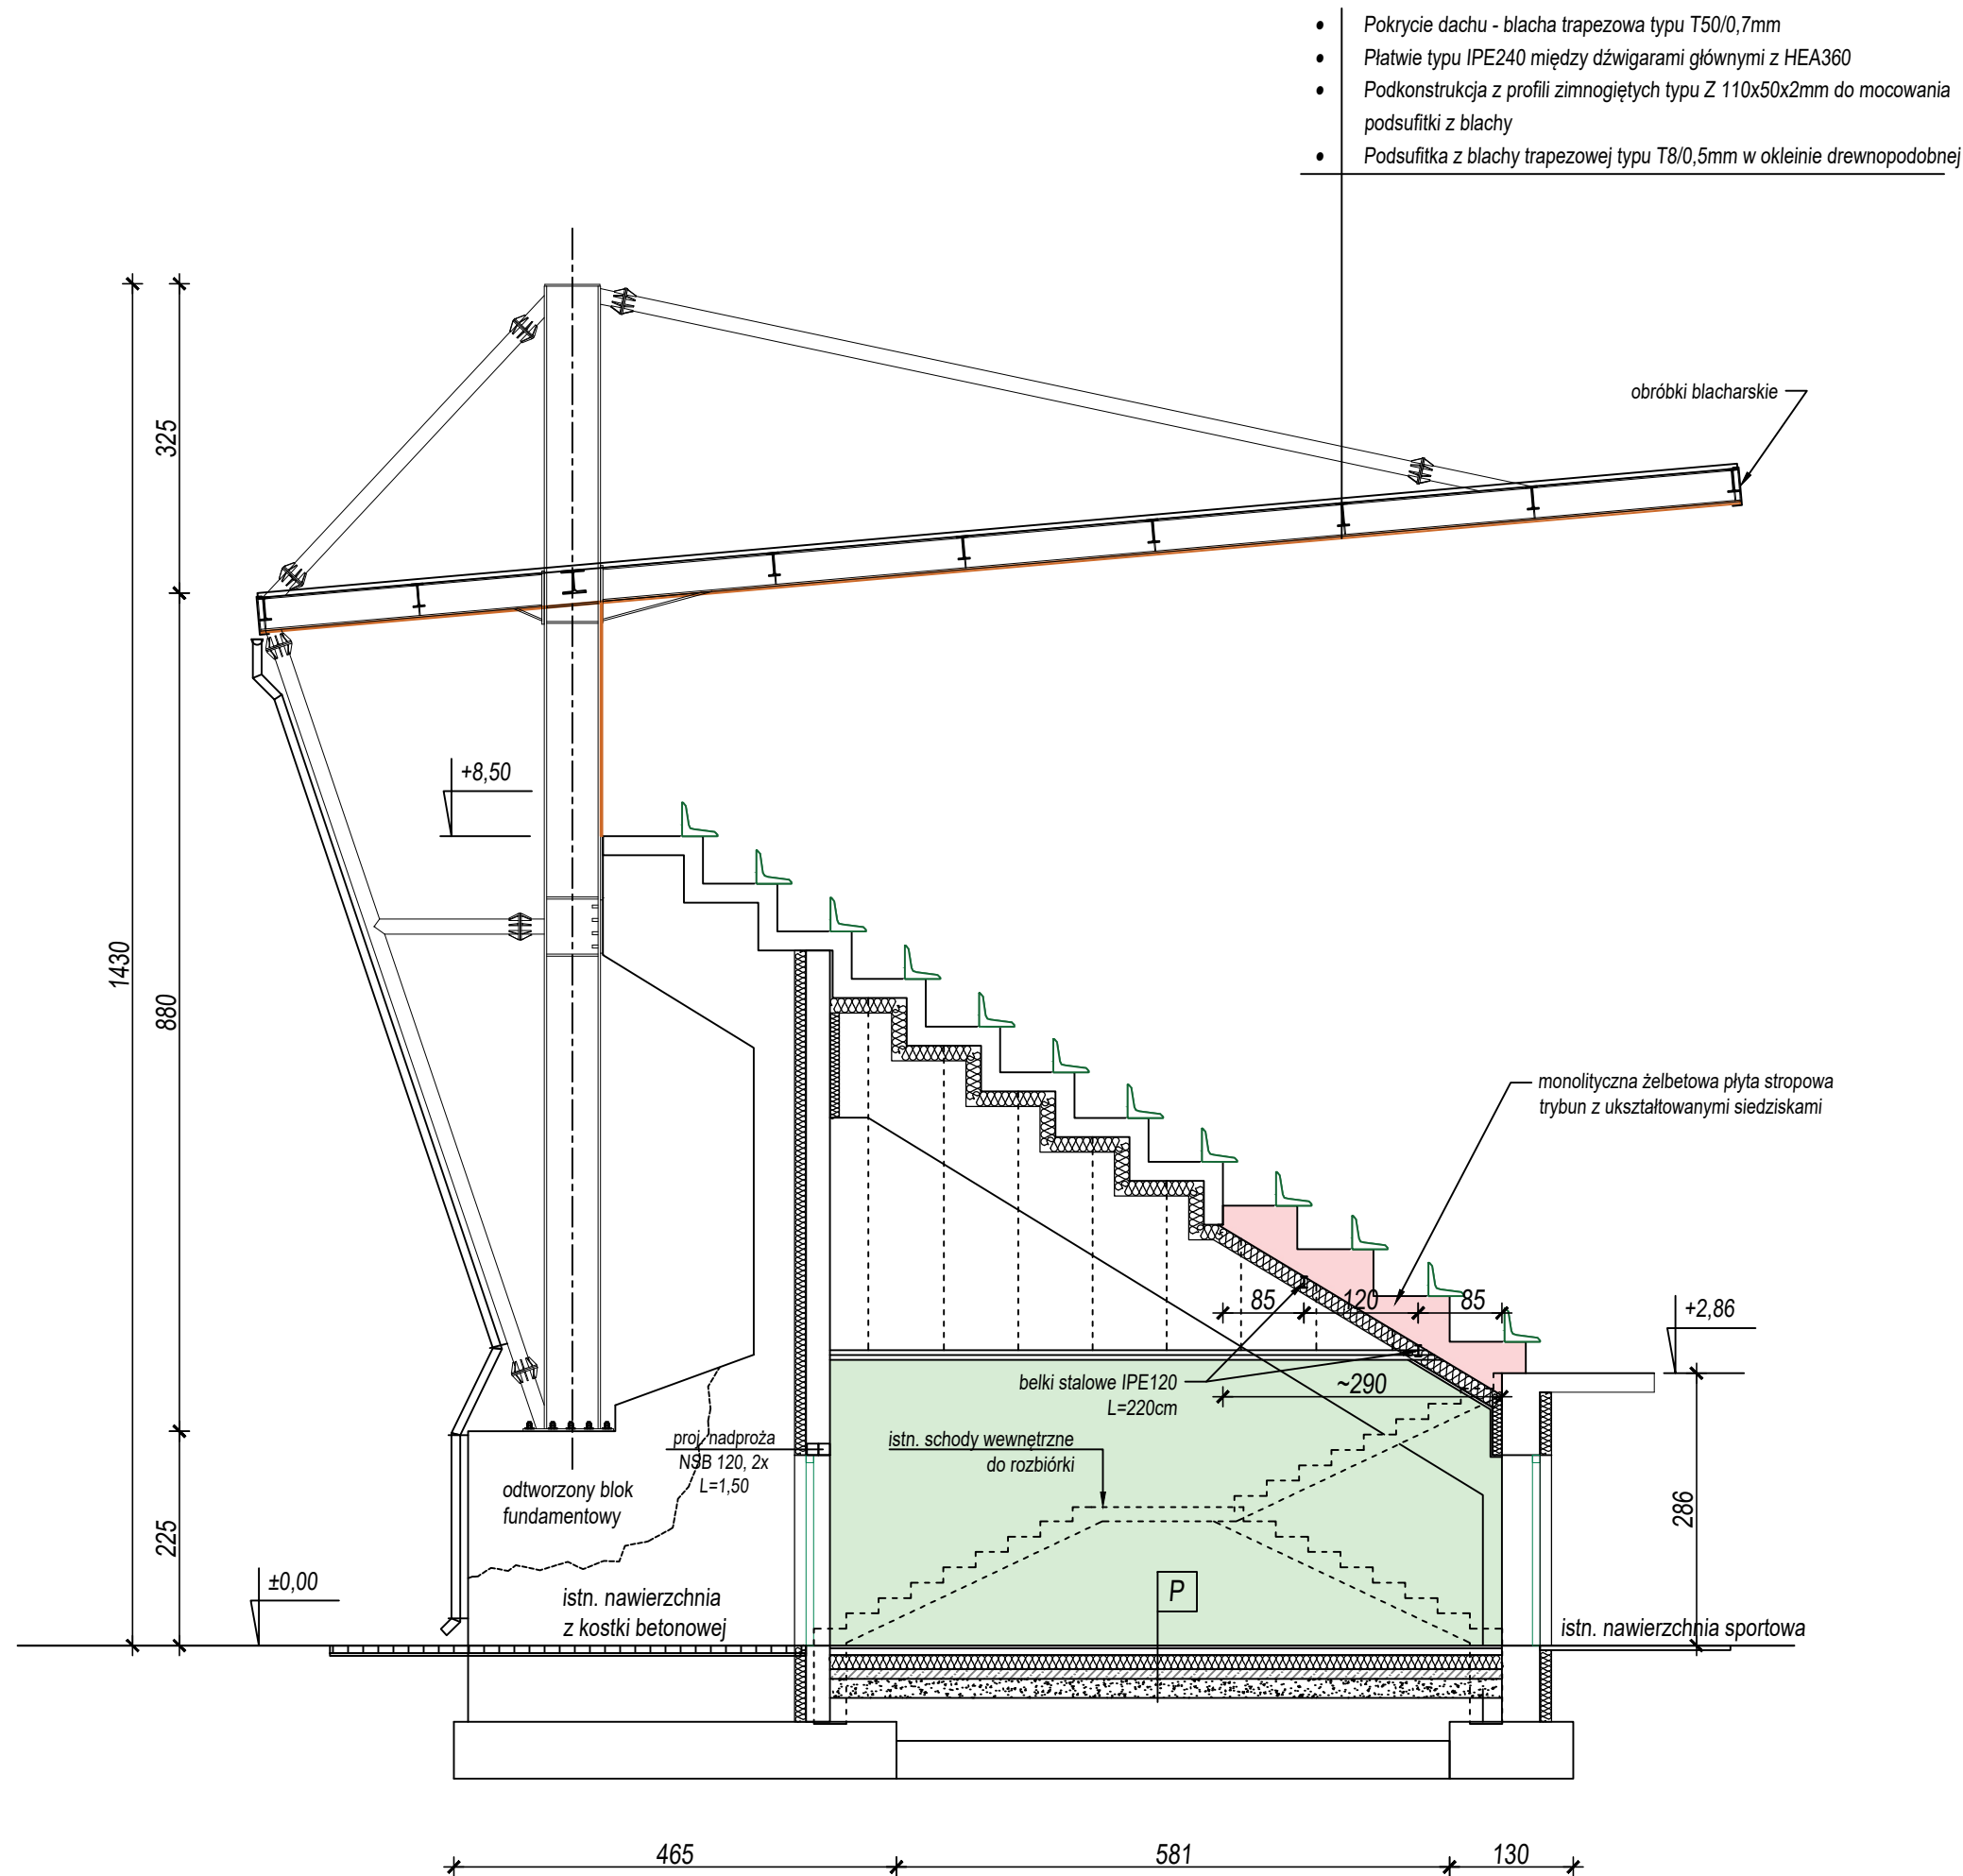 • Pokrycie dachu - blacha trapezowa typu T50/0,7mm
• Płatwie typu IPE240 między dźwigarami głównymi z HEA360
• Podkonstrukcja z profili zimnogiętych typu Z 110x50x2mm do mocowania
podsufitki z blachy
• Podsufitka z blachy trapezowej typu T8/0,5mm w okleinie drewnopodobnej
obróbki blacharskie
325
+8,50
1430
880
monolityczna żelbetowa płyta stropowa
trybun z ukształtowanymi siedziskami
85
120
85
+2,86
belki stalowe IPE120
L=220cm
~290
proj. nadproża
NSB 120, 2x
L=1,50
istn. schody wewnętrzne
do rozbiórki
odtworzony blok
fundamentowy
225
286
±0,00
istn. nawierzchnia
z kostki betonowej
P
istn. nawierzchnia sportowa
465
581
130